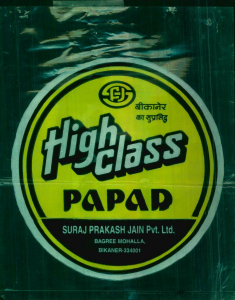 बीकानेर
का सुप्रसिद्ध
High
Class
PAPAD
SURAJ PRAKASH JAIN Pvt. Ltd.
BAGREE MOHALLA,
BIKANER-334001